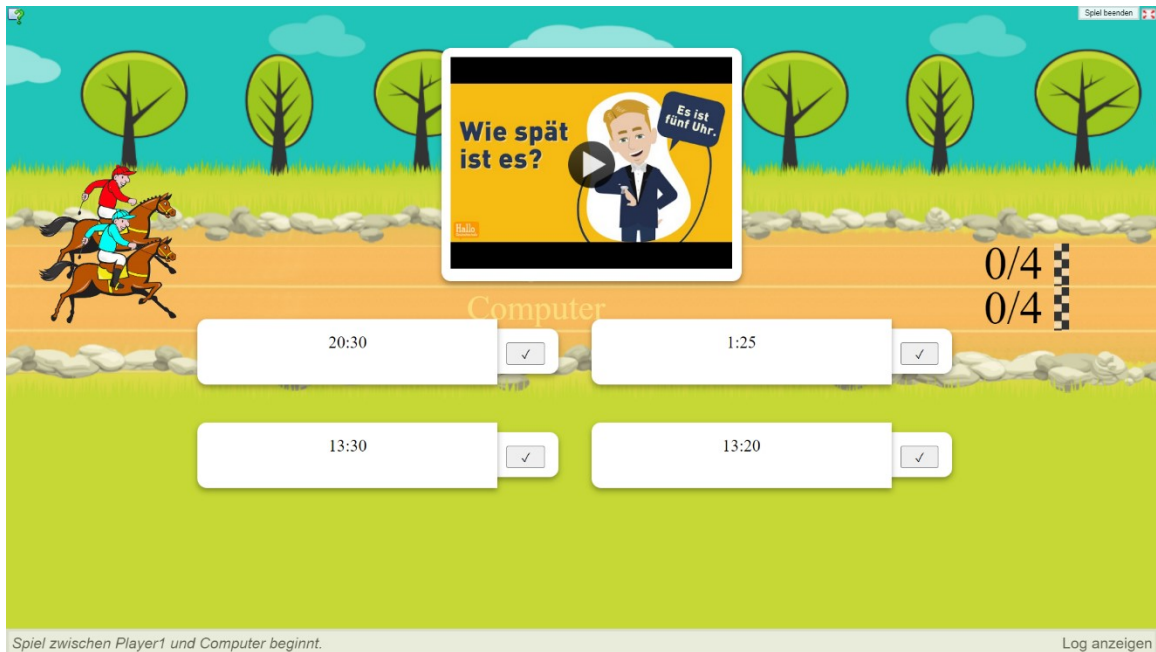 Spiel beenden
Wie spät
ist es?
Es ist
fünf Uhr.
Hallo
0/4
0/4
Computer
20:30
1:25
13:30
13:20
Spiel zwischen Player1 und Computer beginnt.
Log anzeigen